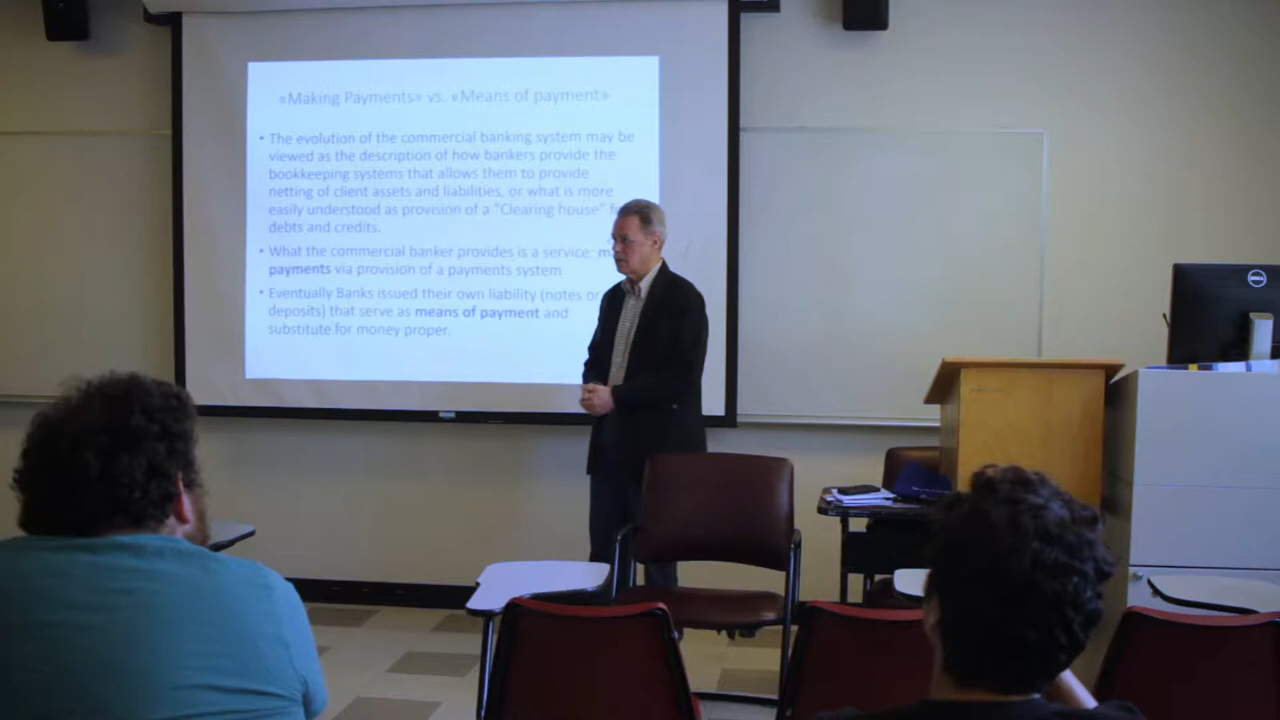 «Making Payments» vs. «Means of payment»
• The evolution of the commercial banking system may be
viewed as the description of how bankers provide the
bookkeeping systems that allows them to provide
netting of client assets and liabilities, or what is more
easily understood as provision of a "Clearing house" f
debts and credits.
• What the commercial banker provides is a service: m
payments via provision of a payments system
• Eventually Banks issued their own liability (notes or
deposits) that serve as means of payment and
substitute for money proper.
DELL